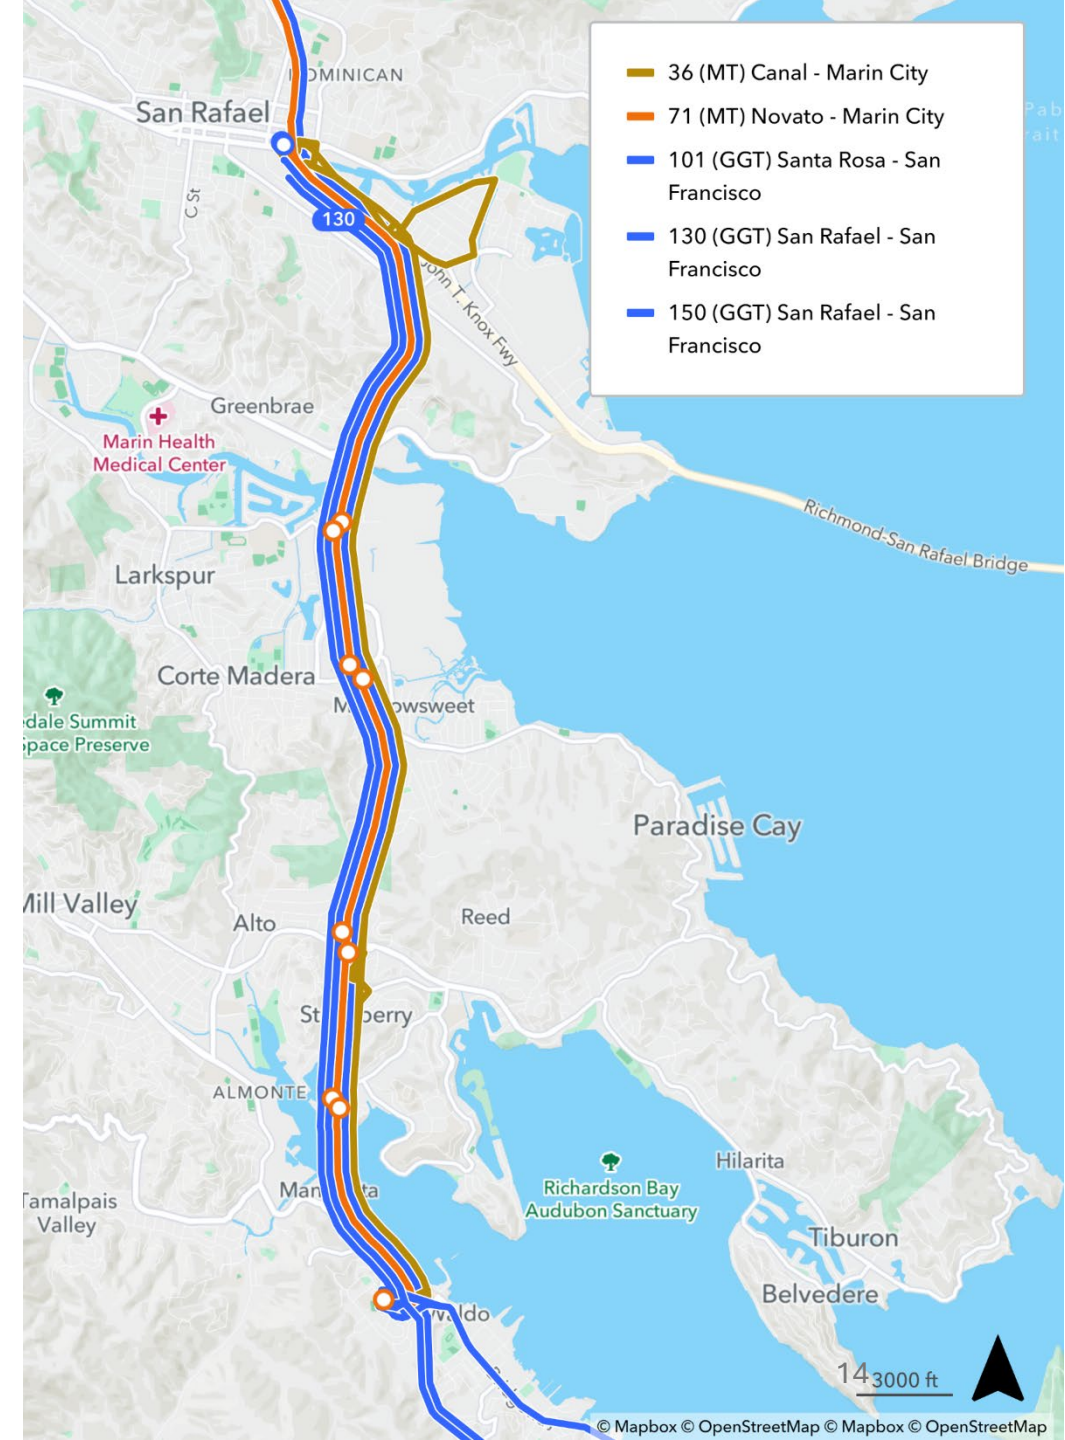 36 (MT) Canal - Marin City
71 (MT) Novato - Marin City
101 (GGT) Santa Rosa - San
Francisco
130 (GGT) San Rafael - San
Francisco
150 (GGT) San Rafael - San
Francisco
DOMINICAN
San Rafael
C St
130
John T. Knox Fwy
Greenbrae
Marin Health
Medical Center
Richmond-San Rafael Bridge
Larkspur
Corte Madera
edale Summit
Space Preserve
Paradise Cay
Mill Valley
Alto
Reed
ALMONTE
Tamalpais
Valley
Richardson Bay
Audubon Sanctuary
Hilarita
Tiburon
Belvedere
Waldo
14
3000 ft
© Mapbox © OpenStreetMap © Mapbox © OpenStreetMap